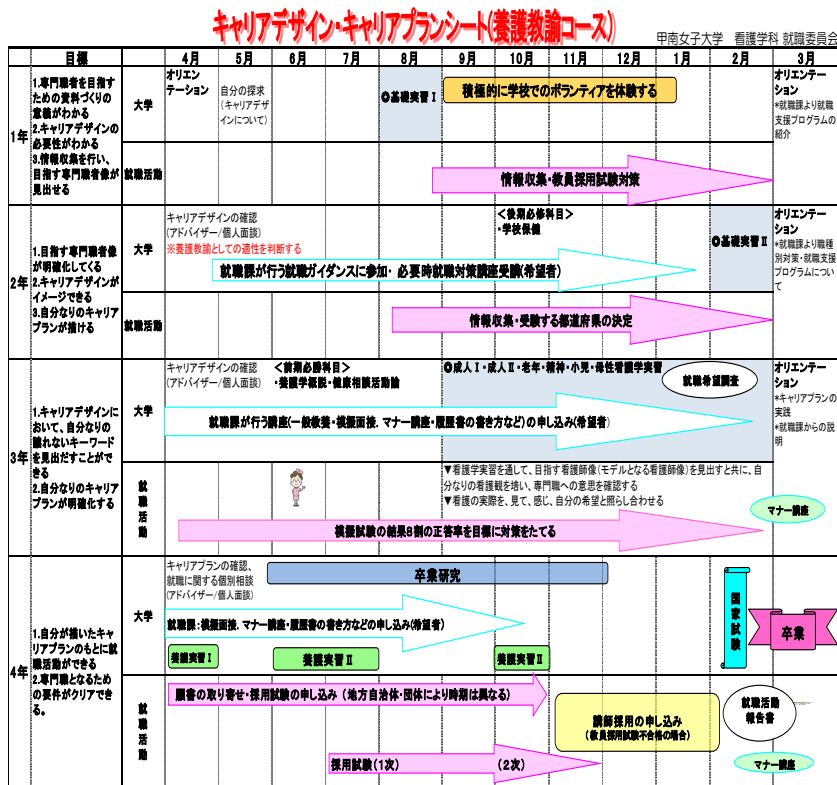 キャリアデザイン・キャリアプランシート(養護教諭コース)
甲南女子大学　看護学科 就職委員会
目標
4月
5月
6月
7月
8月
9月
10月
11月
12月
1月
2月
3月
1年
1.専門職者を目指す
ための資料づくりの
意義がわかる
2.キャリアデザインの
必要性がわかる
3.情報収集を行い、
目指す専門職者像が
見出せる
大学
オリエン
テーション
自分の探求
(キャリアデザ
インについて)
◎基礎実習Ⅰ
積極的に学校でのボランティアを体験する
オリエンテー
ション
*就職課より就職
支援プログラムの
紹介
就職活動
情報収集・教員採用試験対策
2年
1.目指す専門職者像
が明確化してくる
2.キャリアデザインが
イメージできる
3.自分なりのキャリア
プランが描ける
大学
キャリアデザインの確認
(アドバイザー/個人面談)
※養護教諭としての適性を判断する
＜後期必修科目＞
・学校保健
◎基礎実習Ⅱ
就職課が行う就職ガイダンスに参加・ 必要時就職対策講座受講(希望者)
オリエンテー
ション
*就職課より職種
別対策・就職支援
プログラムについ
て
就職活動
情報収集・受験する都道府県の決定
3年
1.キャリアデザインに
おいて、自分なりの
譲れないキーワード
を見出だすことがで
きる
2.自分なりのキャリア
プランが明確化する
大学
キャリアデザインの確認
(アドバイザー/個人面談)
＜前期必勝科目＞
・養護学概説・健康相談活動論
◎成人Ⅰ・成人Ⅱ・老年・精神・小児・母性看護学実習
就職希望調査
就職課が行う講座(一般教養・模擬面接、マナー講座・履歴書の書き方など)の申し込み(希望者)
オリエンテー
ション
*キャリアプランの
実践
*就職課からの説
明
就職活動
▼看護学実習を通して、目指す看護師像(モデルとなる看護師像)を見出すと共に、自
分なりの看護観を培い、専門職への意思を確認する
▼看護の実際を、見て、感じ、自分の希望と照らし合わせる
マナー講座
模擬試験の結果8割の正答率を目標に対策をたてる
4年
1.自分が描いたキャ
リアプランのもとに就
職活動ができる
2.専門職となるため
の要件がクリアでき
る。
大学
キャリアプランの確認、
就職に関する個別相談
(アドバイザー/個人面談)
卒業研究
就職課:模擬面接、マナー講座・履歴書の書き方などの申し込み(希望者)
養護実習Ⅰ
養護実習Ⅱ
養護実習Ⅱ
国家試験
卒業
就職活動
願書の取り寄せ・採用試験の申し込み (地方自治体・団体により時期は異なる)
講師採用の申し込み
(教員採用試験不合格の場合)
就職活動
報告書
採用試験(1次)
(2次)
マナー講座